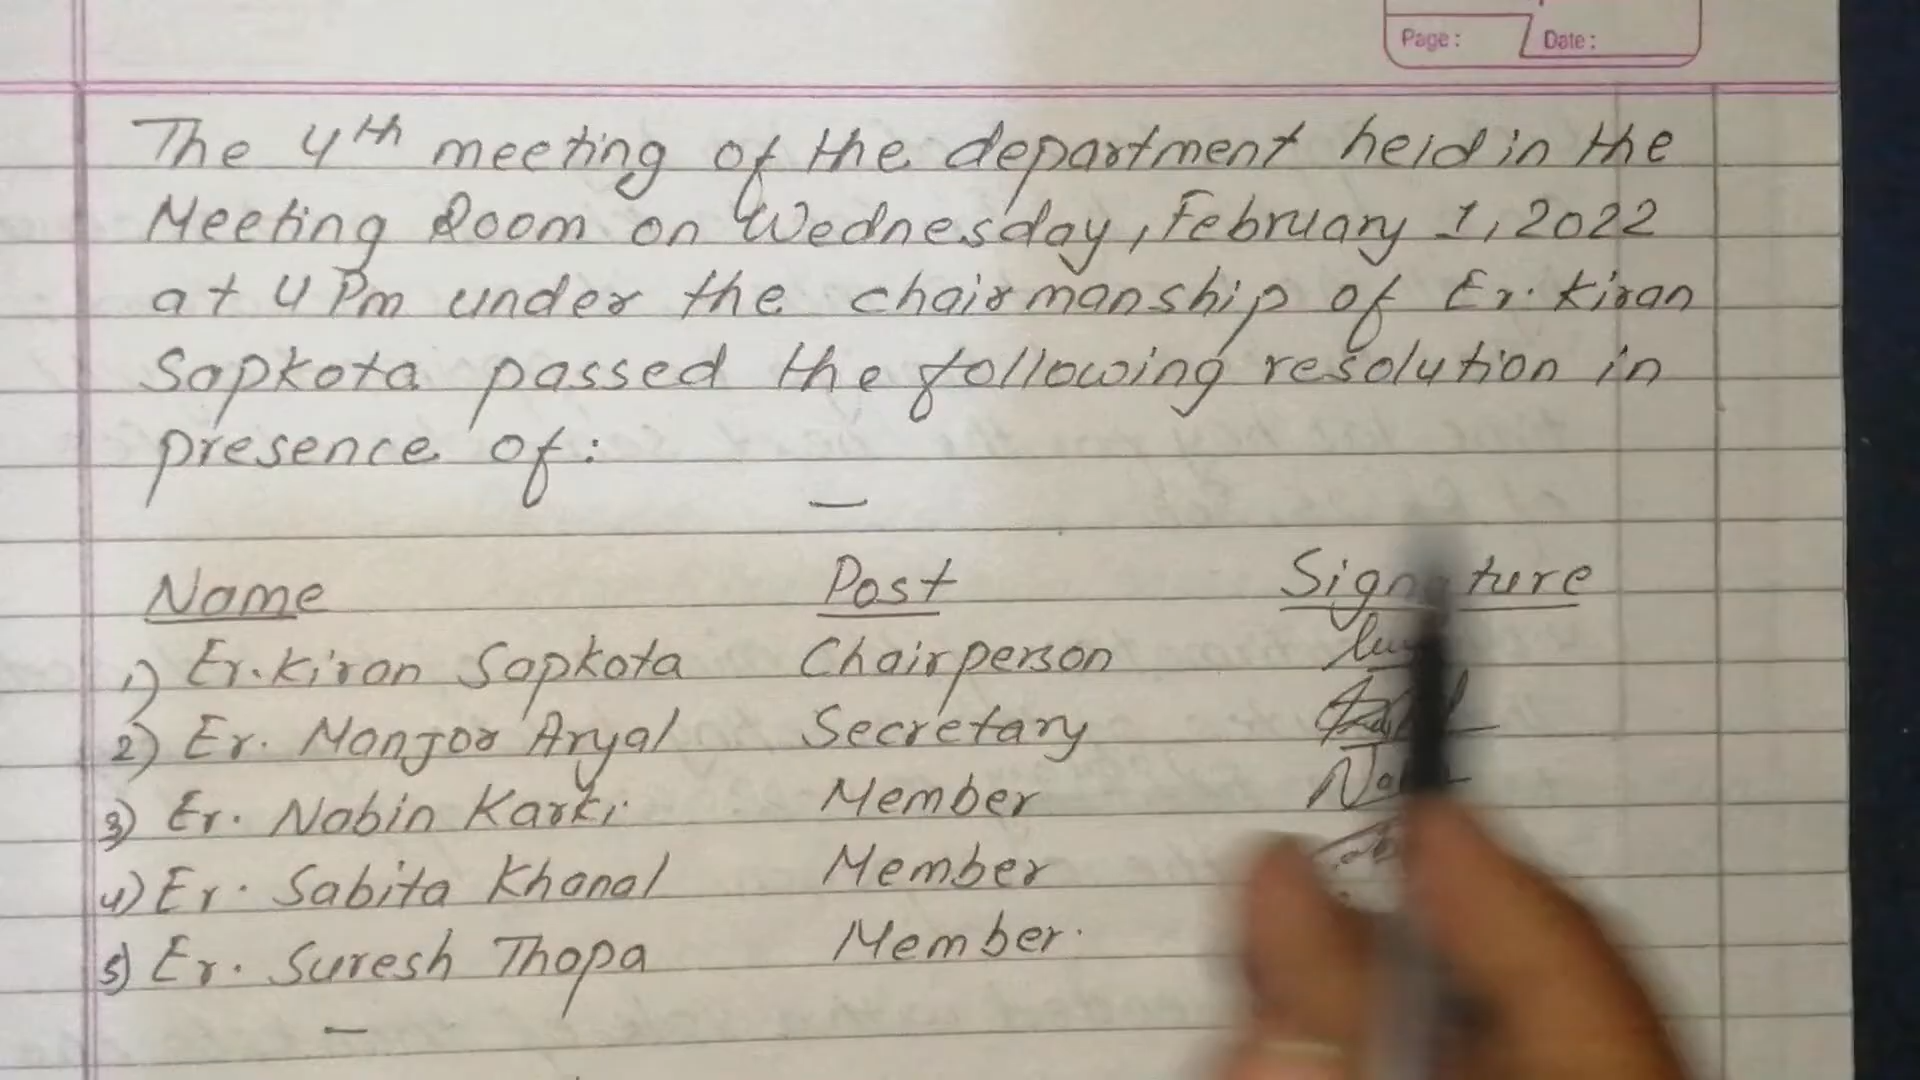 Page: Date:
The 4th meeting of the department held in the
Meeting Room on Wednesday, February 1, 2022
at 4 Pm under the chairmanship of Er. Kiran
Sapkota passed the following resolution in
presence of:
Name Post Signature
1) Er. Kiran Sapkota Chairperson
2) Er. Manjor Aryal Secretary
3) Er. Nabin Karki Member
4) Er. Sabita Khanal Member
5) Er. Suresh Thapa Member.